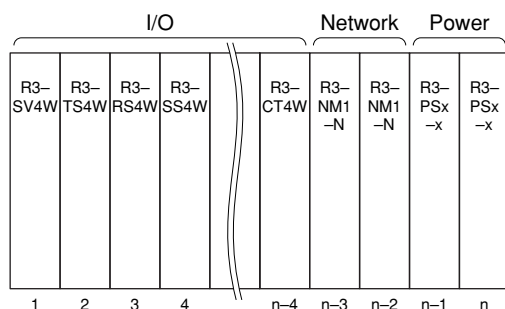 I/O Network Power
R3– R3– R3– R3– R3– R3– R3– R3– R3–
SV4W TS4W RS4W SS4W CT4W NM1 NM1 PSx PSx
–N –N –x –x
1 2 3 4 n–4 n–3 n–2 n–1 n